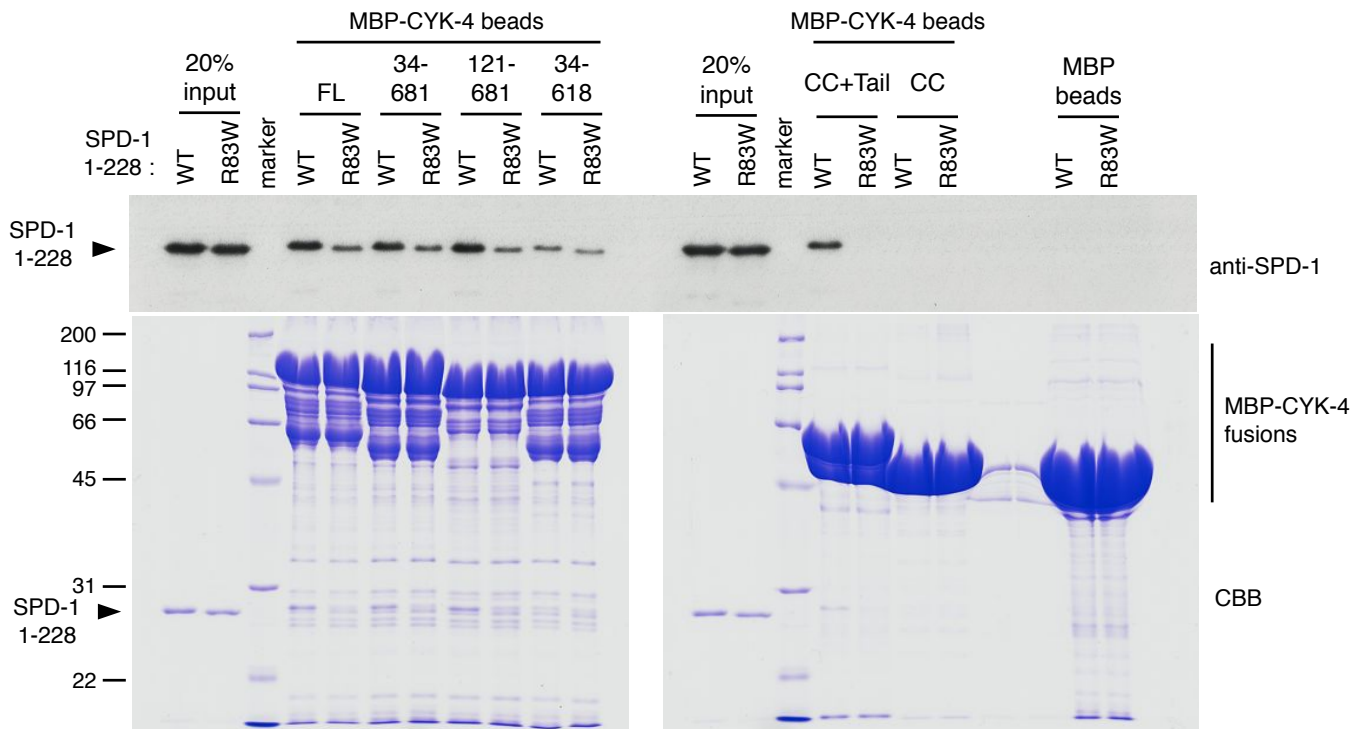 MBP-CYK-4 beads
MBP-CYK-4 beads
20%
input
FL
34-
681
121-
681
34-
618
20%
input
CC+Tail
CC
MBP
beads
SPD-1
1-228 :
WT
R83W
marker
WT
R83W
WT
R83W
WT
R83W
WT
R83W
WT
R83W
marker
WT
R83W
WT
R83W
WT
R83W
SPD-1
1-228
anti-SPD-1
200
116
97
66
45
31
22
MBP-CYK-4
fusions
SPD-1
1-228
CBB